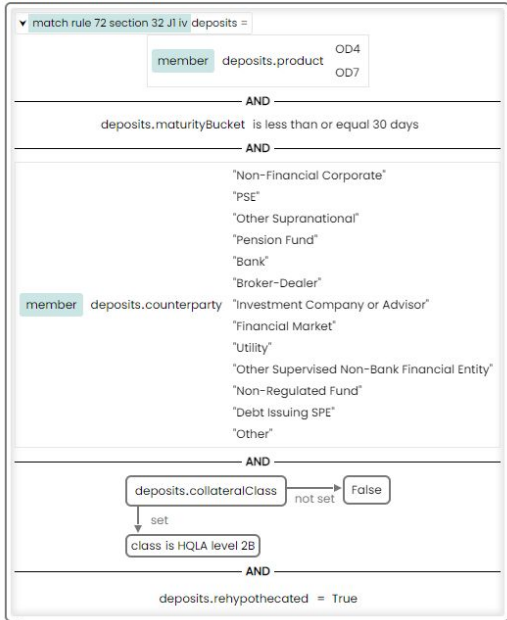 match rule 72 section 32 J1 iv deposits =
OD4
member deposits.product
OD7
AND
deposits.maturityBucket is less than or equal 30 days
AND
"Non-Financial Corporate"
"PSE"
"Other Supranational"
"Pension Fund"
"Bank"
"Broker-Dealer"
member deposits.counterparty "Investment Company or Advisor"
"Financial Market"
"Utility"
"Other Supervised Non-Bank Financial Entity"
"Non-Regulated Fund"
"Debt Issuing SPE"
"Other"
AND
deposits.collateralClass not set False
set
class is HQLA level 2B
AND
deposits.rehypothecated = True